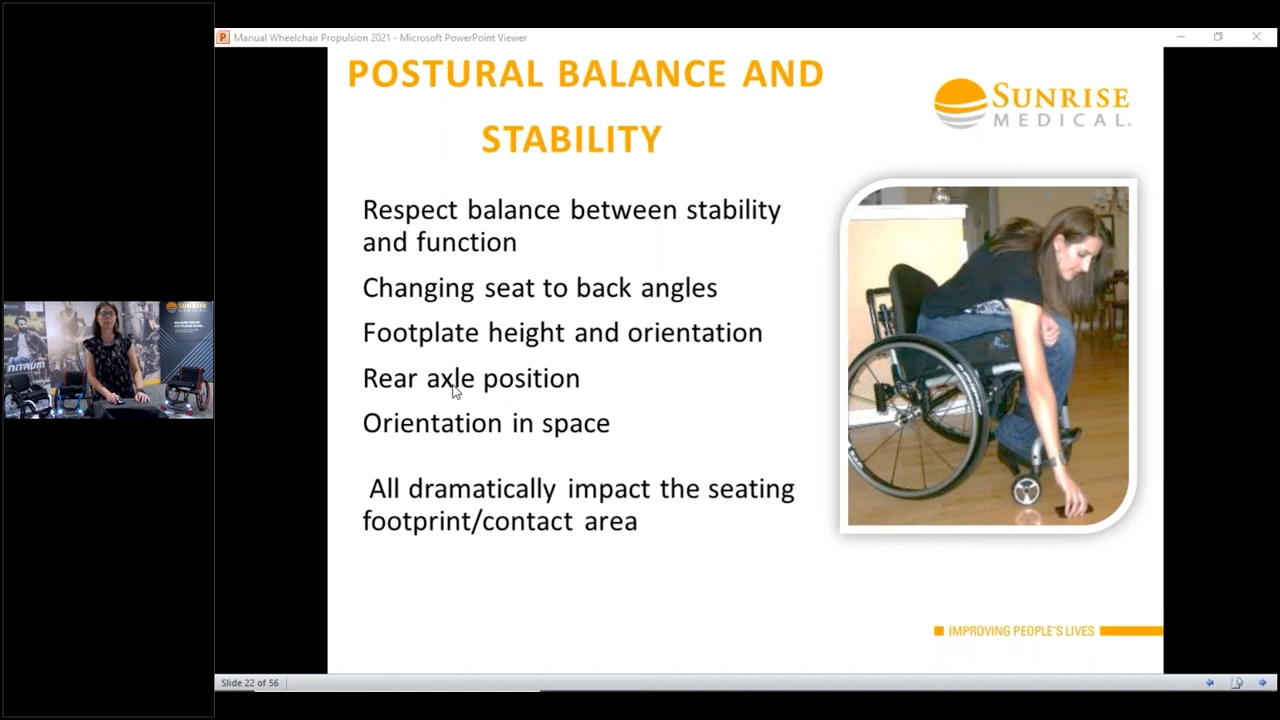 Manual Wheelchair Propulsion 2021 - Microsoft PowerPoint Viewer
POSTURAL BALANCE AND
STABILITY
SUNRISE
MEDICAL.
Respect balance between stability
and function
Changing seat to back angles
Footplate height and orientation
Rear axle position
Orientation in space
All dramatically impact the seating
footprint/contact area
NITRUM
SUNRISE
IMPROVING PEOPLE'S LIVES
Slide 22 of 56